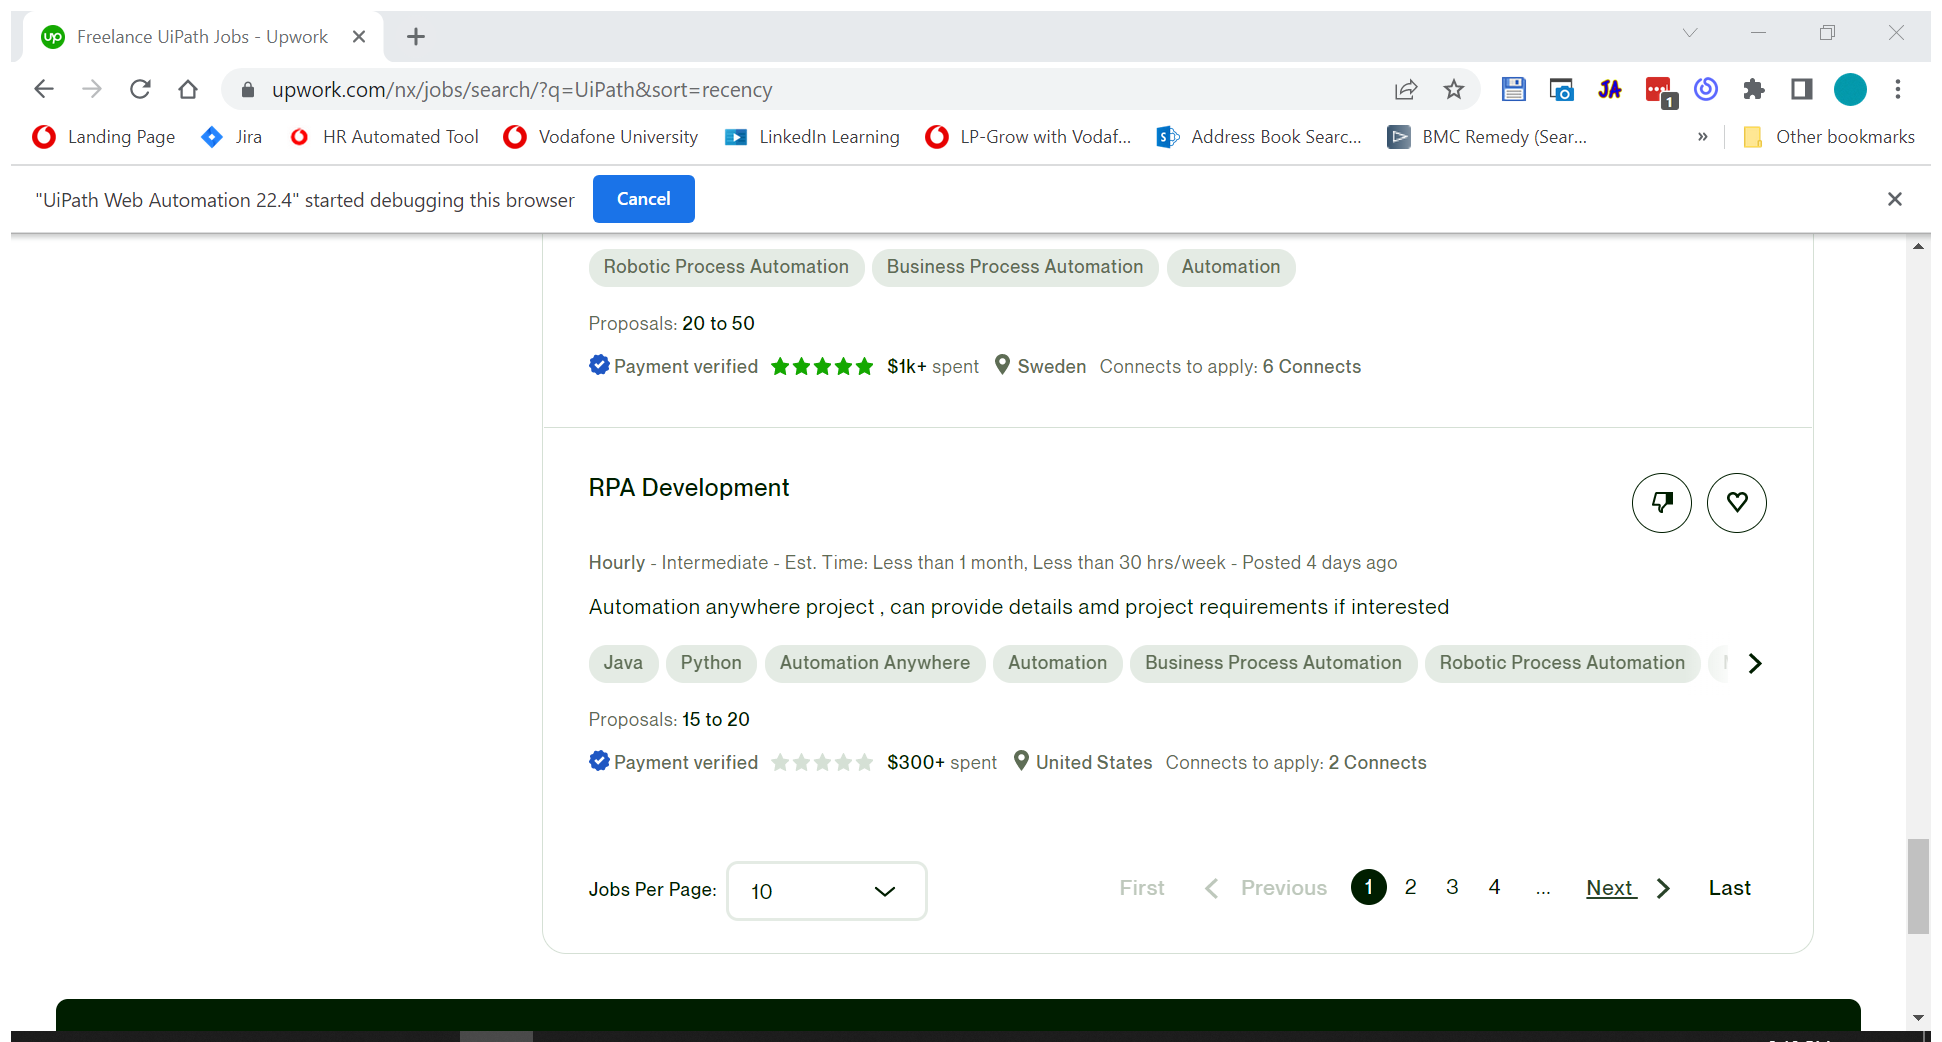 up Freelance UiPath Jobs - Upwork
upwork.com/nx/jobs/search/?q=UiPath&sort=recency JA 1
Landing Page Jira HR Automated Tool Vodafone University LinkedIn Learning LP-Grow with Vodaf... Address Book Searc... BMC Remedy (Sear... » Other bookmarks
"UiPath Web Automation 22.4" started debugging this browser Cancel
Robotic Process Automation Business Process Automation Automation
Proposals: 20 to 50
Payment verified $1k+ spent Sweden Connects to apply: 6 Connects
RPA Development
Hourly - Intermediate - Est. Time: Less than 1 month, Less than 30 hrs/week - Posted 4 days ago
Automation anywhere project , can provide details amd project requirements if interested
Java Python Automation Anywhere Automation Business Process Automation Robotic Process Automation
Proposals: 15 to 20
Payment verified $300+ spent United States Connects to apply: 2 Connects
Jobs Per Page: 10 First Previous 1 2 3 4 ... Next Last